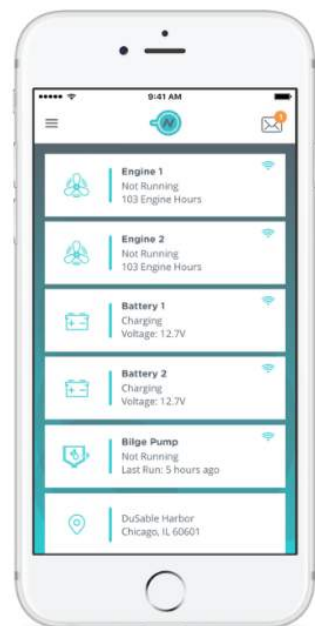 9:41 AM
Engine 1
Not Running
103 Engine Hours
Engine 2
Not Running
103 Engine Hours
Battery 1
Charging
Voltage: 12.7V
Battery 2
Charging
Voltage: 12.7V
Bilge Pump
Not Running
Last Run: 5 hours ago
DuSable Harbor
Chicago, IL 60601